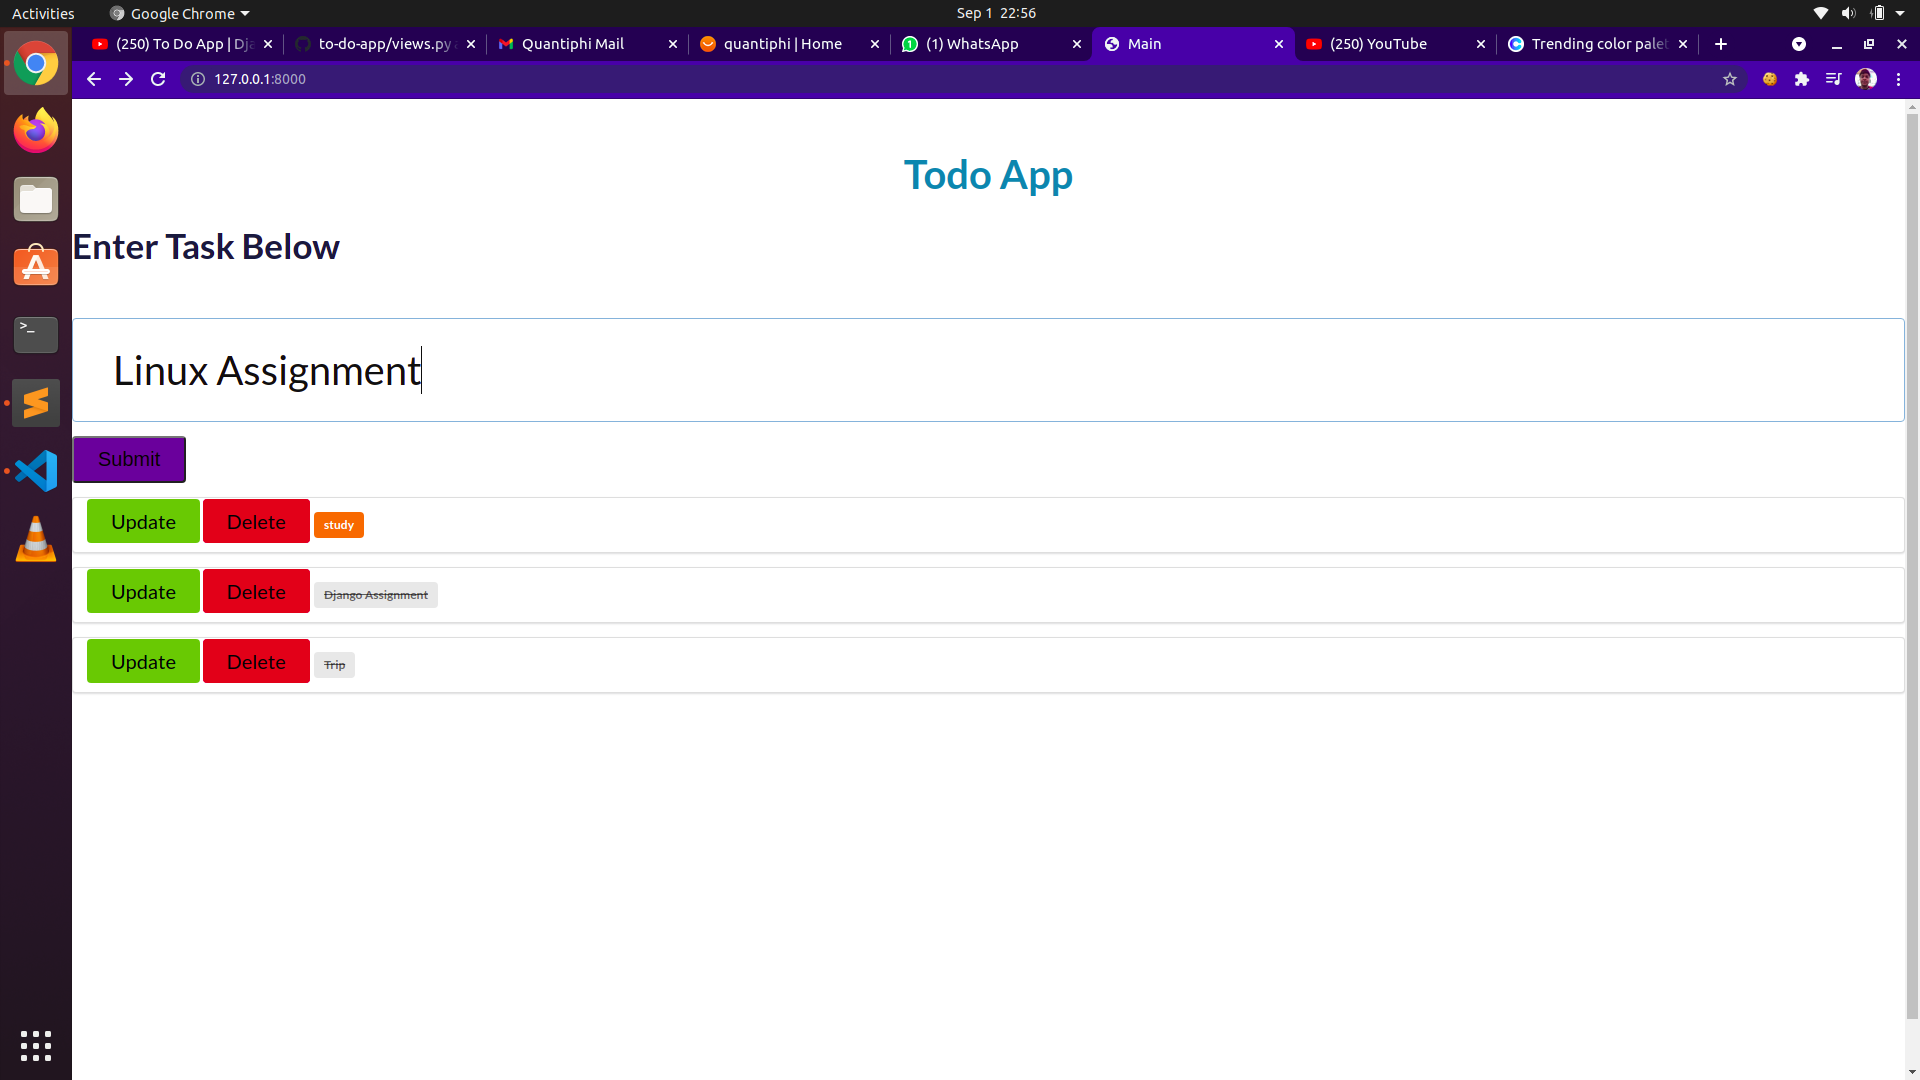 Activities Google Chrome Sep 1 22:56
(250) To Do App | Dja to-do-app/views.py Quantiphi Mail quantiphi | Home (1) WhatsApp Main (250) YouTube Trending color palet
127.0.0.1:8000
Todo App
Enter Task Below
Linux Assignment
Submit
Update Delete study
Update Delete Django Assignment
Update Delete Trip